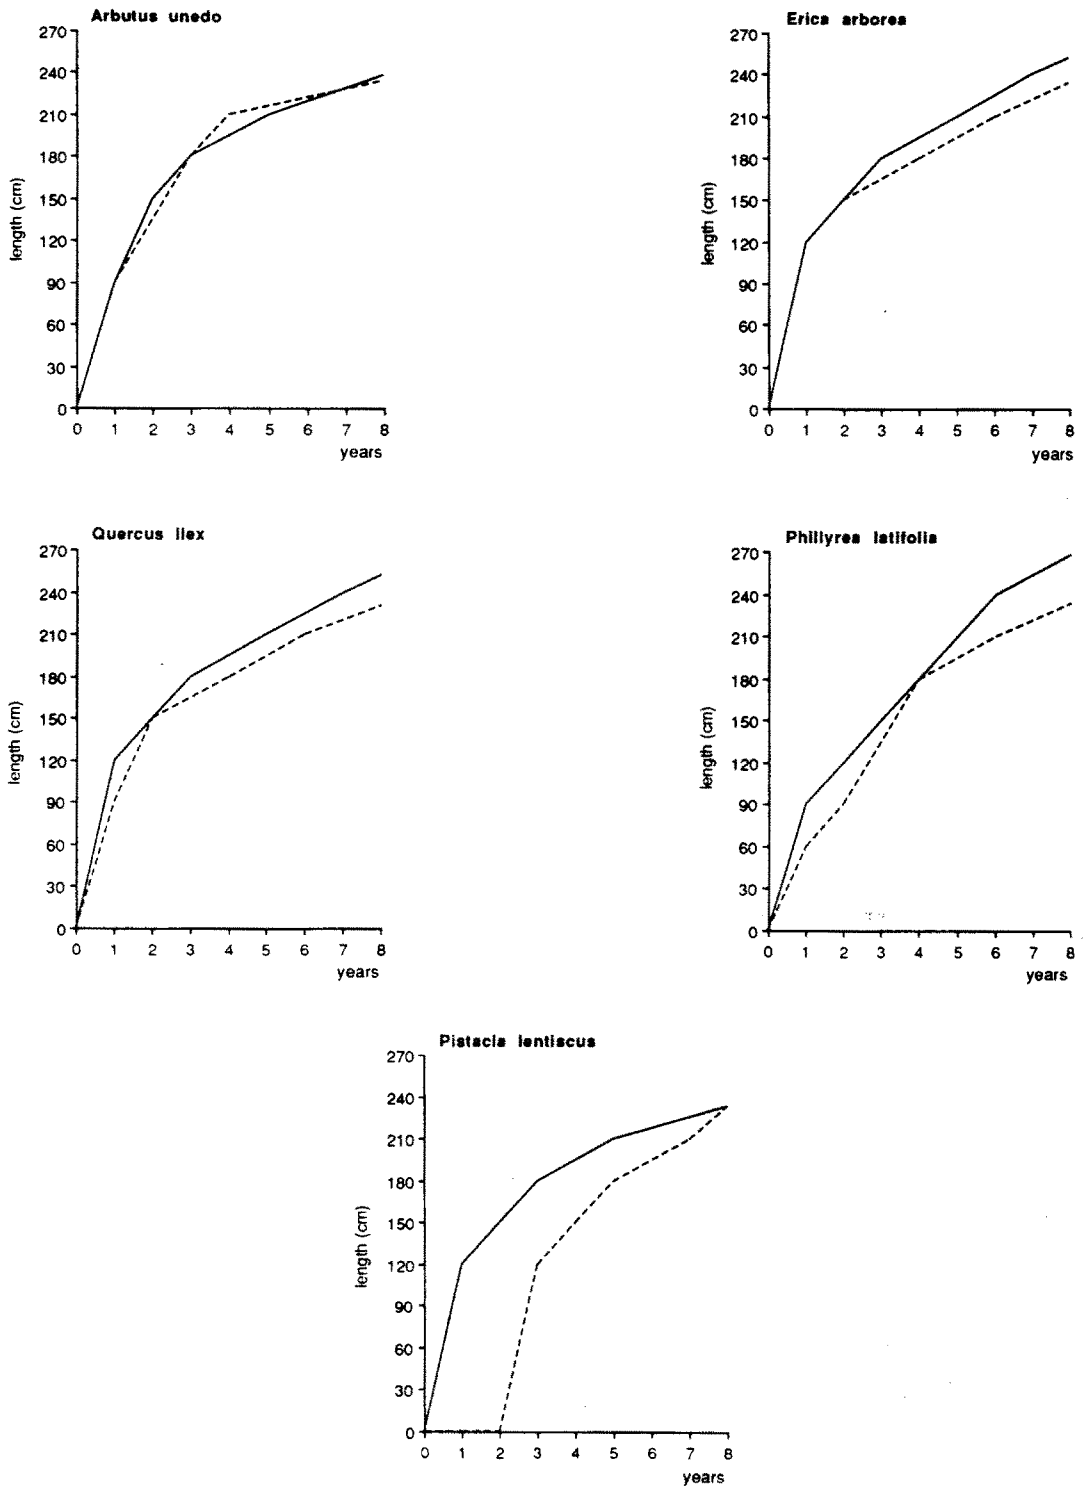 Arbutus unedo
270
240
210
180
150
120
90
60
30
0
length (cm)
0 1 2 3 4 5 6 7 8
years
Erica arborea
270
240
210
180
150
120
90
60
30
0
length (cm)
0 1 2 3 4 5 6 7 8
years
Quercus ilex
270
240
210
180
150
120
90
60
30
0
length (cm)
0 1 2 3 4 5 6 7 8
years
Phillyrea latifolia
270
240
210
180
150
120
90
60
30
0
length (cm)
0 1 2 3 4 5 6 7 8
years
Pistacia lentiscus
270
240
210
180
150
120
90
60
30
0
length (cm)
0 1 2 3 4 5 6 7 8
years